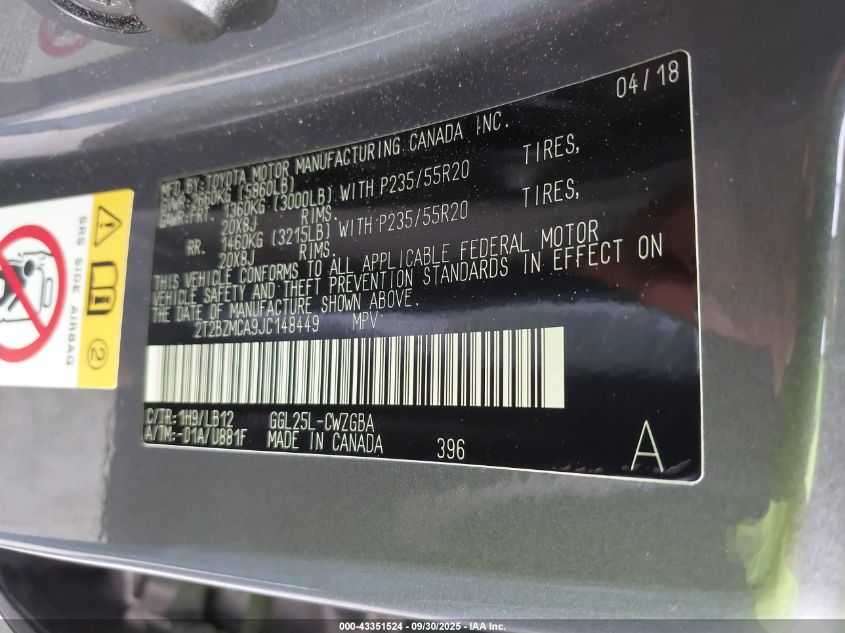 04/18
MFD BY: TOYOTA MOTOR MANUFACTURING CANADA INC.
GVWR:2660KG (5860LB)
GAWR:FRT 1360KG (3000LB) WITH P235/55R20 TIRES,
20X8J RIMS.
RR 1460KG (3215LB) WITH P235/55R20 TIRES,
20X8J RIMS.
THIS VEHICLE CONFORMS TO ALL APPLICABLE FEDERAL MOTOR
VEHICLE SAFETY AND THEFT PREVENTION STANDARDS IN EFFECT ON
THE DATE OF MANUFACTURE SHOWN ABOVE.
2T2BZMCA9JC148449 MPV
C/TR: 1H9/LB12 GGL25L-CWZGBA
A/TM:-01A/U881F MADE IN CANADA 396 A
SRS SIDE AIRBAG
2
000-43351524 - 09/30/2025 - IAA Inc.